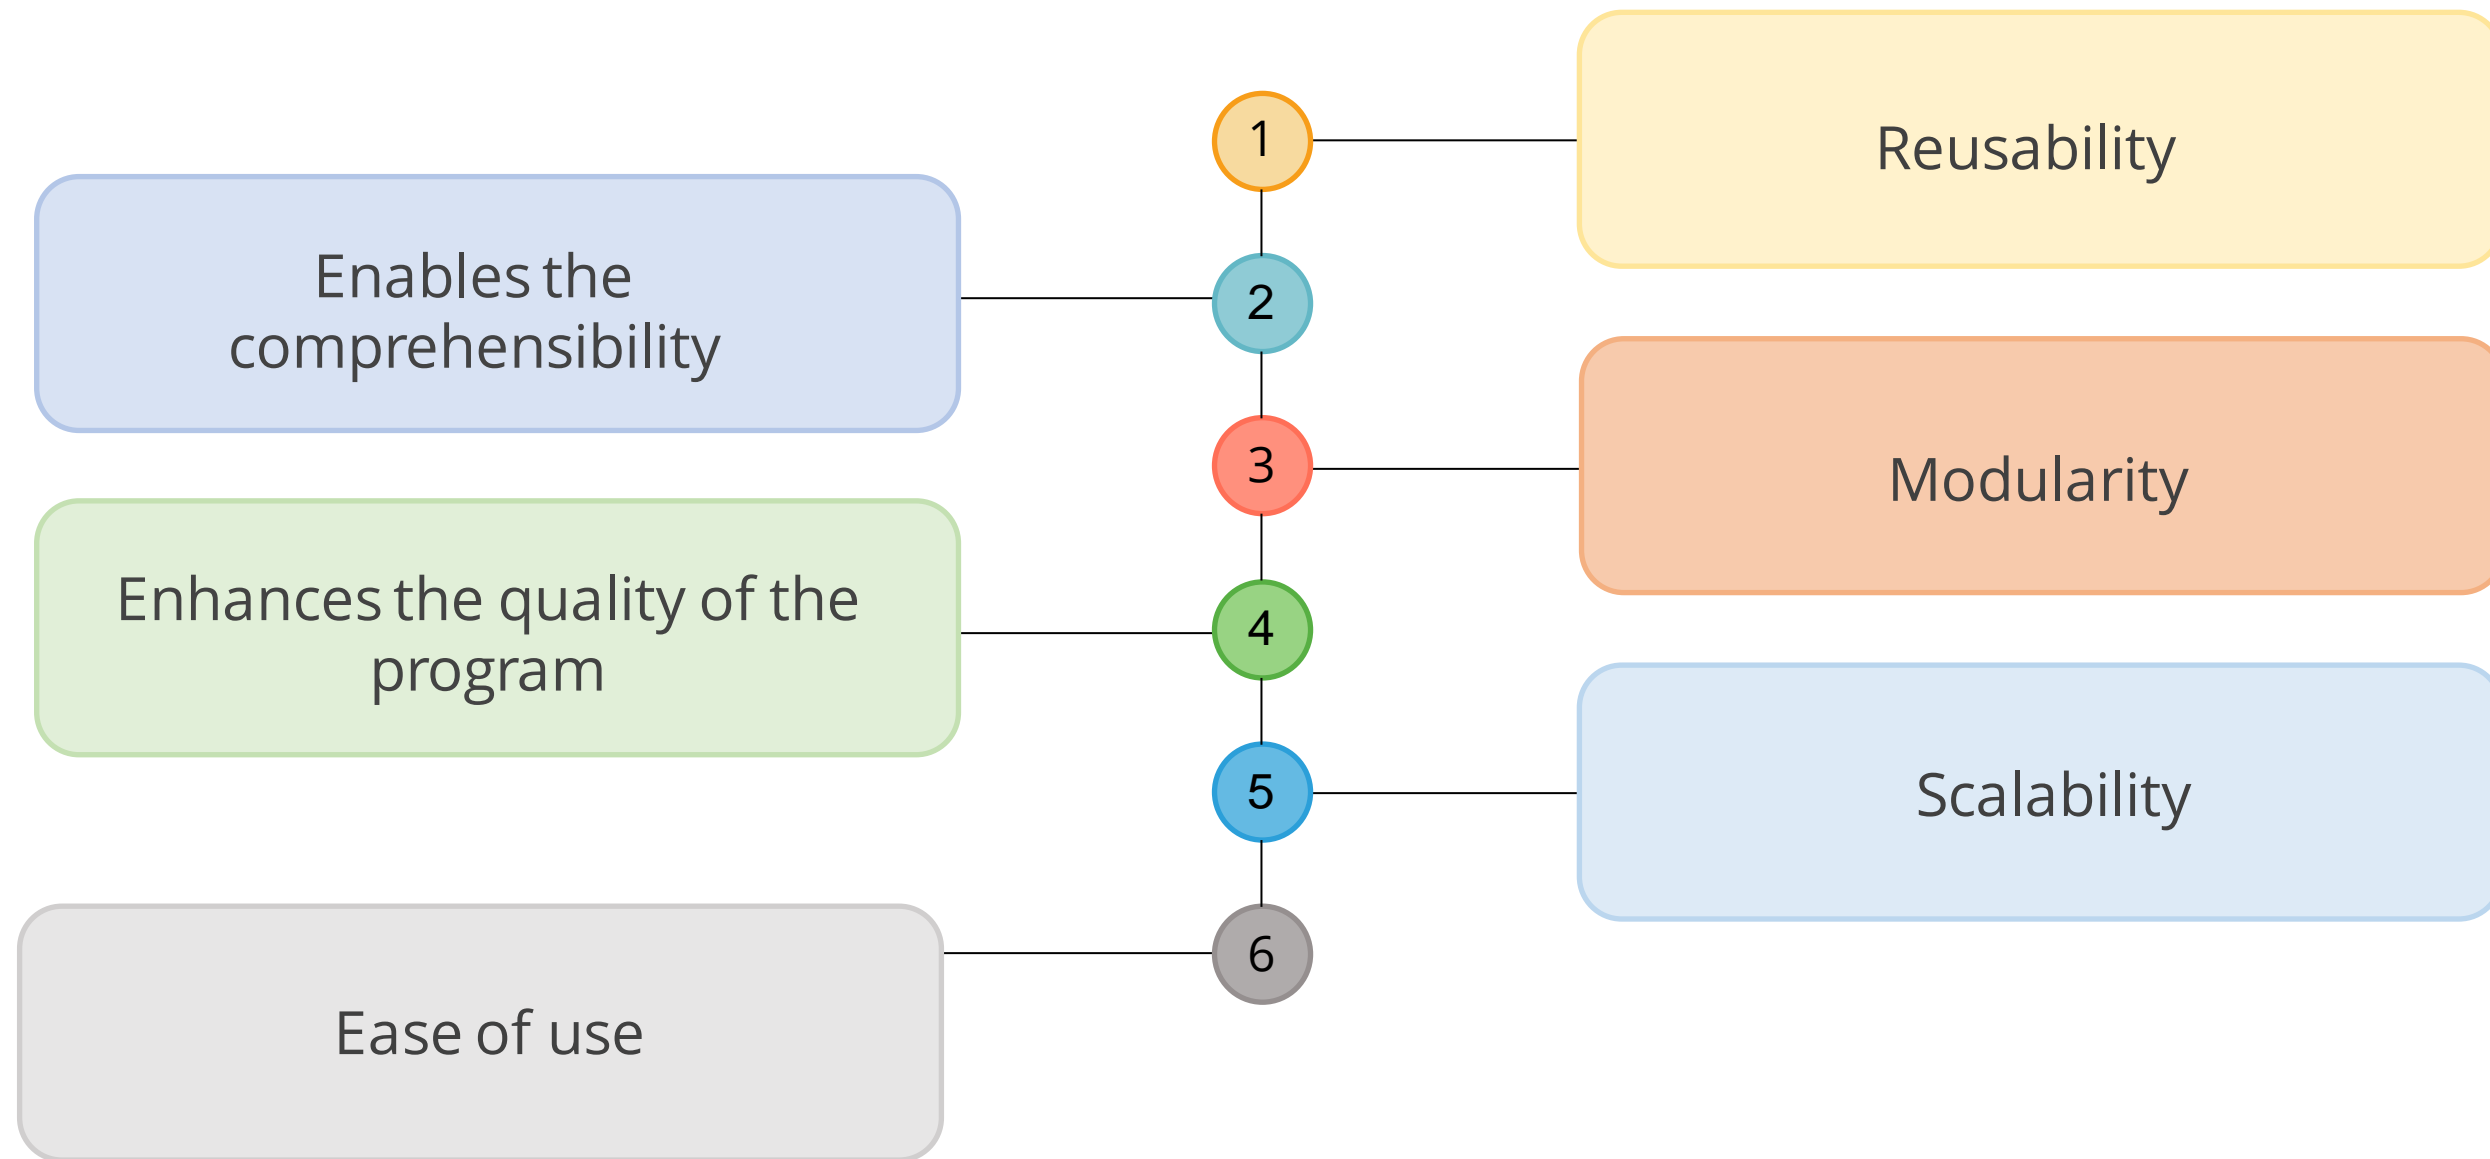 1
Reusability
2
Enables the
comprehensibility
3
Modularity
4
Enhances the quality of the
program
5
Scalability
6
Ease of use